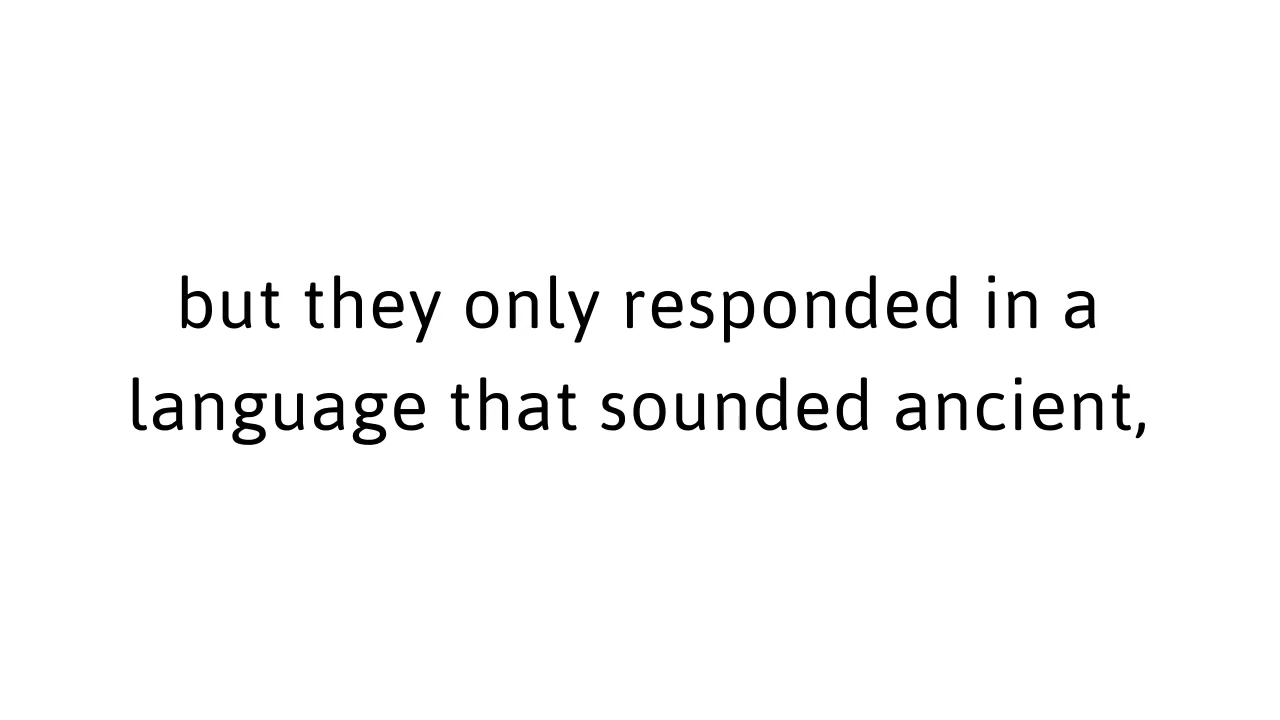 but they only responded in a
language that sounded ancient,